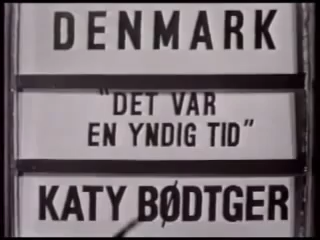 DENMARK
"DET VAR
EN YNDIG TID"
KATY BØDTGER